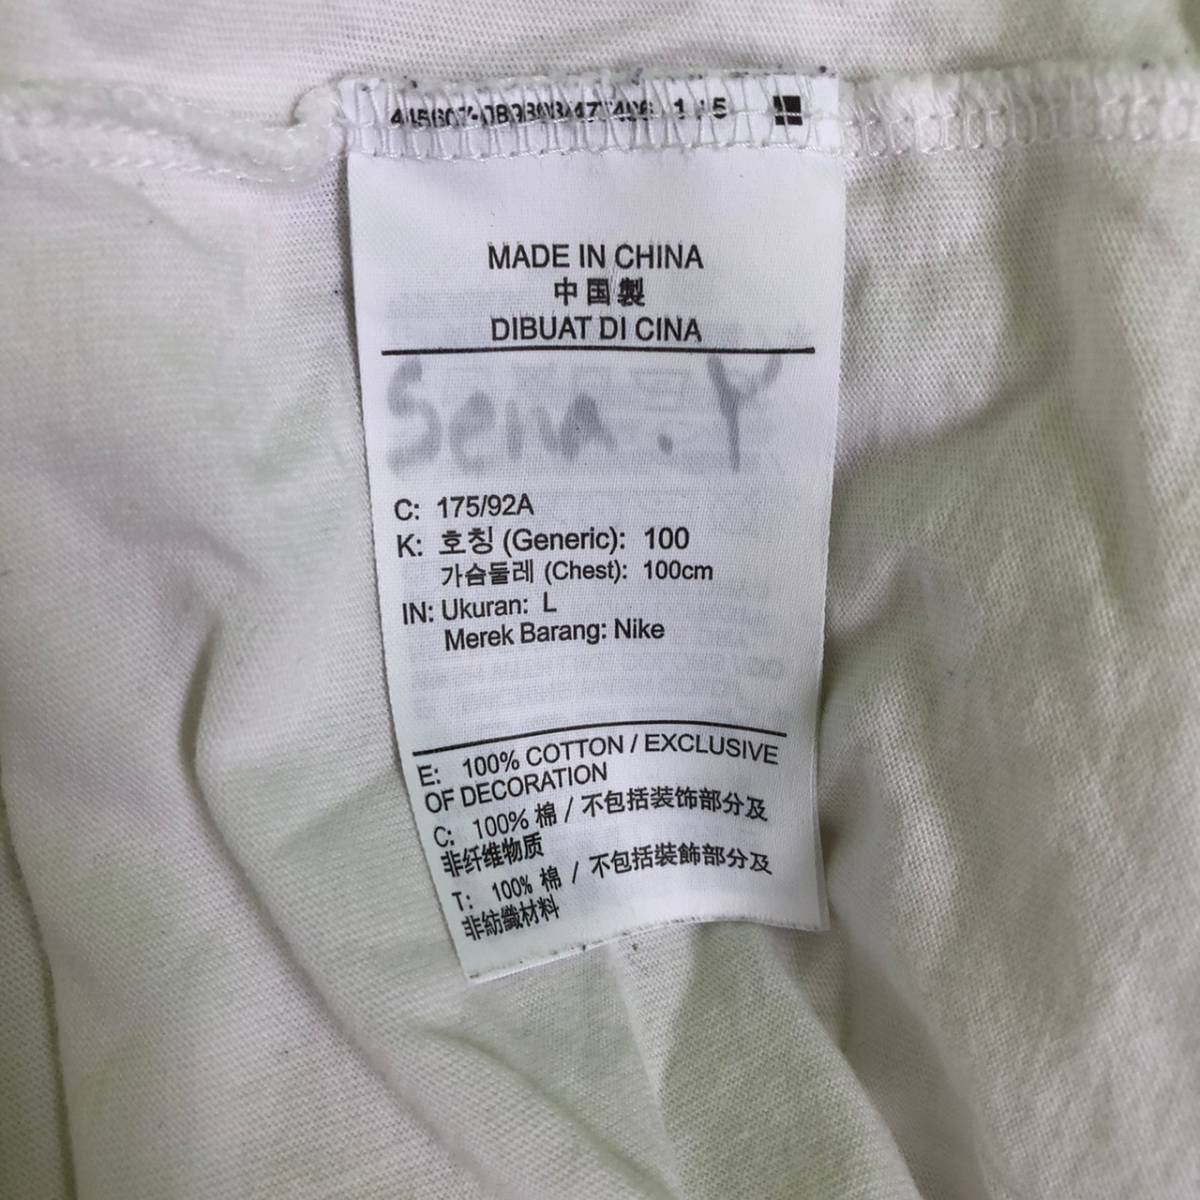 MADE IN CHINA
中国製
DIBUAT DI CINA
C: 175/92A
K: 호칭 (Generic): 100
가슴둘레 (Chest): 100cm
IN: Ukuran: L
Merek Barang: Nike
E: 100% COTTON / EXCLUSIVE
OF DECORATION
C: 100% 棉 / 不包括装饰部分及
非纤维物质
T: 100% 棉 / 不包括裝飾部分及
非紡織材料